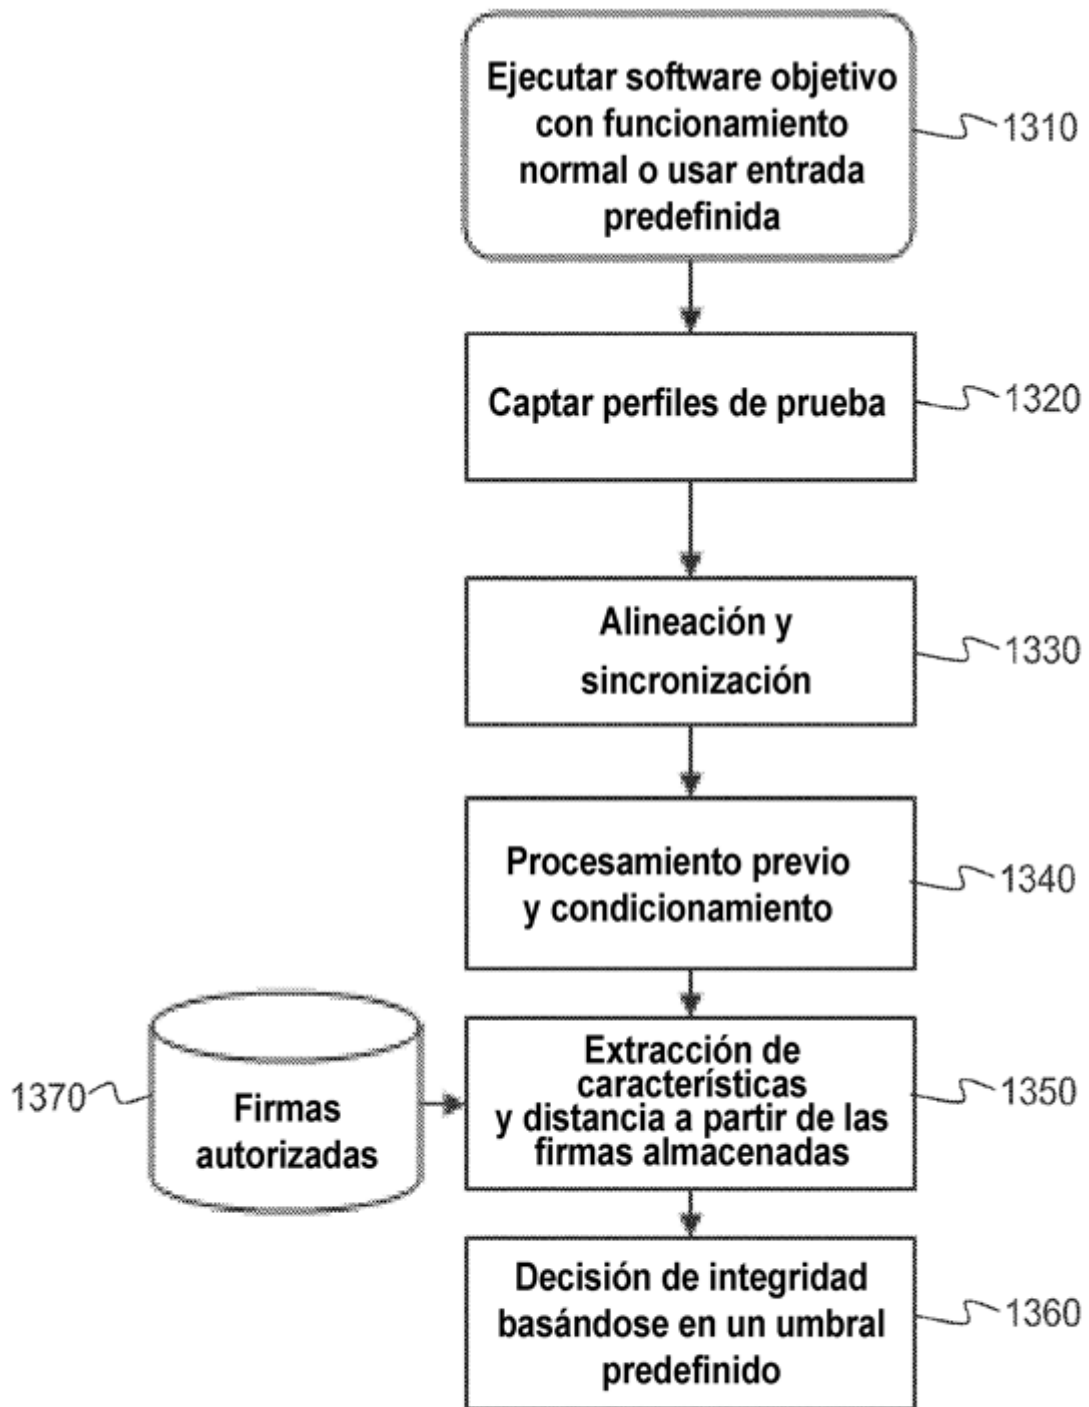 Ejecutar software objetivo
con funcionamiento
normal o usar entrada
predefinida
1310
Captar perfiles de prueba
1320
Alineación y
sincronización
1330
Procesamiento previo
y condicionamiento
1340
1370
Firmas
autorizadas
Extracción de
características
y distancia a partir de las
firmas almacenadas
1350
Decisión de integridad
basándose en un umbral
predefinido
1360